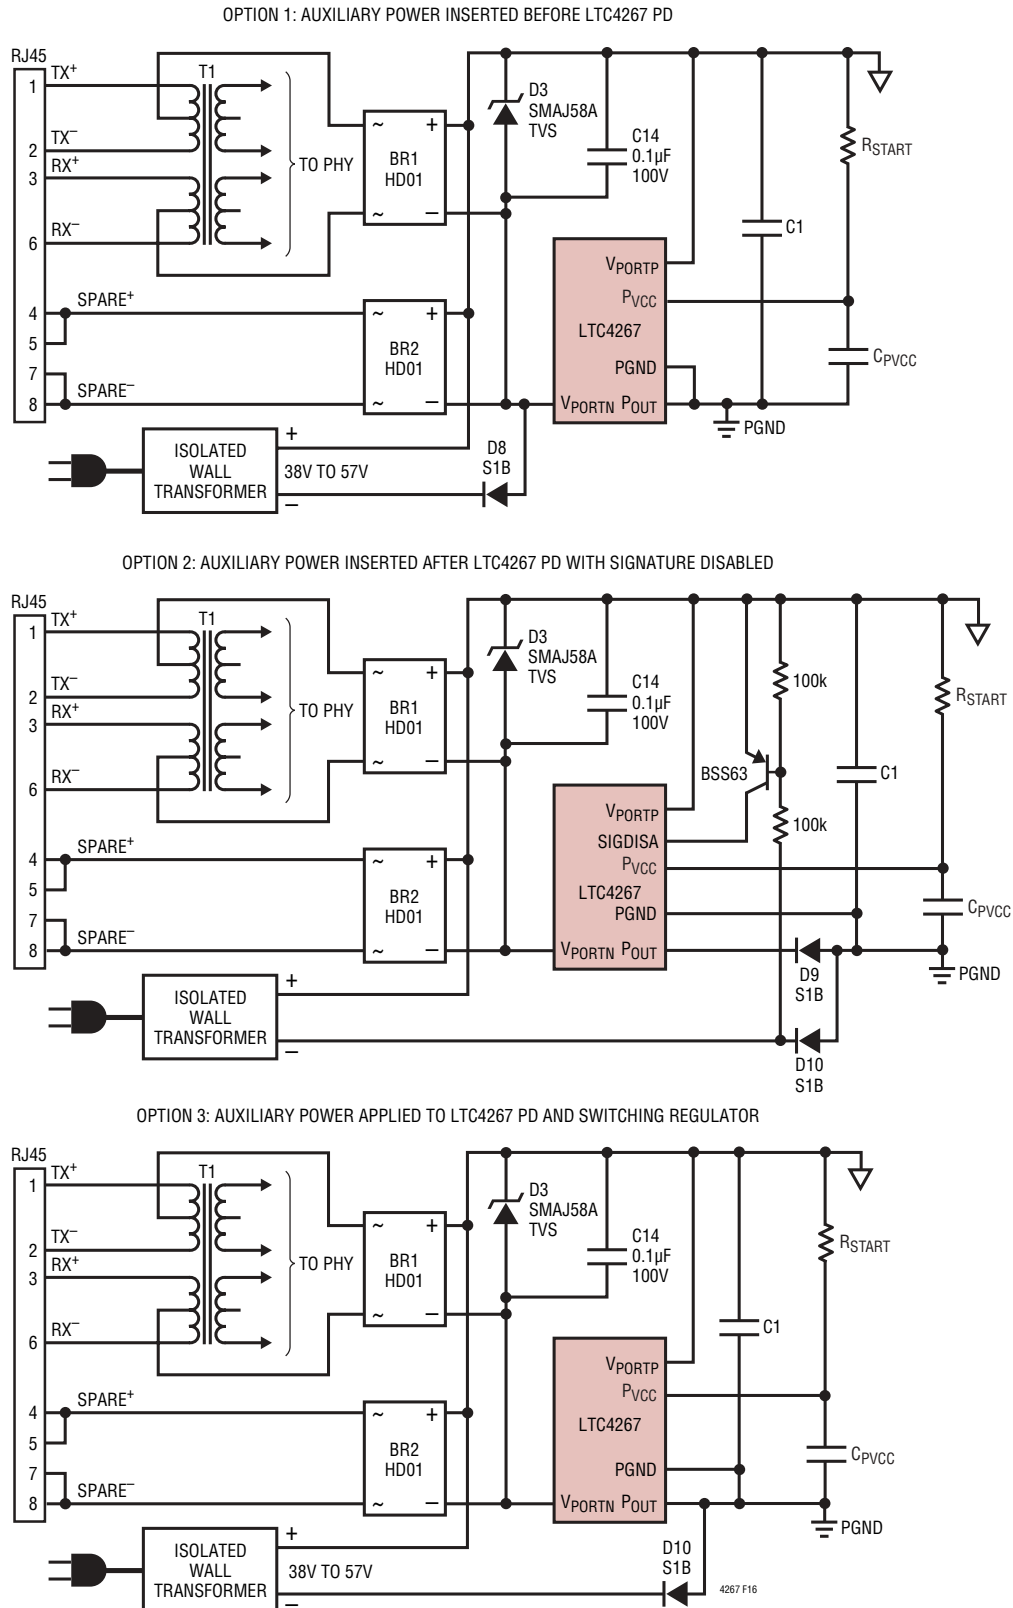 OPTION 1: AUXILIARY POWER INSERTED BEFORE LTC4267 PD
RJ45
1
TX+
2
TX−
3
RX+
6
RX−
4
SPARE+
5
7
8
SPARE−
T1
TO PHY
~ +
BR1
HD01
~ −
~ +
BR2
HD01
~ −
D3
SMAJ58A
TVS
C14
0.1µF
100V
VPORTP
PVCC
LTC4267
PGND
VPORTN POUT
C1
RSTART
CPVCC
PGND
ISOLATED
WALL
TRANSFORMER
+
38V TO 57V
−
D8
S1B
OPTION 2: AUXILIARY POWER INSERTED AFTER LTC4267 PD WITH SIGNATURE DISABLED
RJ45
1
TX+
2
TX−
3
RX+
6
RX−
4
SPARE+
5
7
8
SPARE−
T1
TO PHY
~ +
BR1
HD01
~ −
~ +
BR2
HD01
~ −
D3
SMAJ58A
TVS
C14
0.1µF
100V
BSS63
100k
100k
VPORTP
SIGDISA
PVCC
LTC4267
PGND
VPORTN POUT
C1
RSTART
CPVCC
PGND
D9
S1B
D10
S1B
ISOLATED
WALL
TRANSFORMER
+
−
OPTION 3: AUXILIARY POWER APPLIED TO LTC4267 PD AND SWITCHING REGULATOR
RJ45
1
TX+
2
TX−
3
RX+
6
RX−
4
SPARE+
5
7
8
SPARE−
T1
TO PHY
~ +
BR1
HD01
~ −
~ +
BR2
HD01
~ −
D3
SMAJ58A
TVS
C14
0.1µF
100V
VPORTP
PVCC
LTC4267
PGND
VPORTN POUT
C1
RSTART
CPVCC
PGND
ISOLATED
WALL
TRANSFORMER
+
38V TO 57V
−
D10
S1B
4267 F16